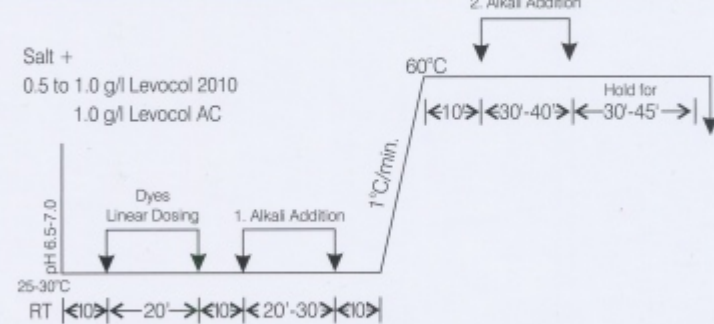 2. Alkali Addition
Salt +
0.5 to 1.0 g/l Levocol 2010
1.0 g/l Levocol AC
60°C
Hold for
10' 30'-40' 30'-45'
1°C/min.
pH 6.5-7.0
Dyes
Linear Dosing
1. Alkali Addition
25-30°C
RT 10' 20' 10' 20'-30' 10'